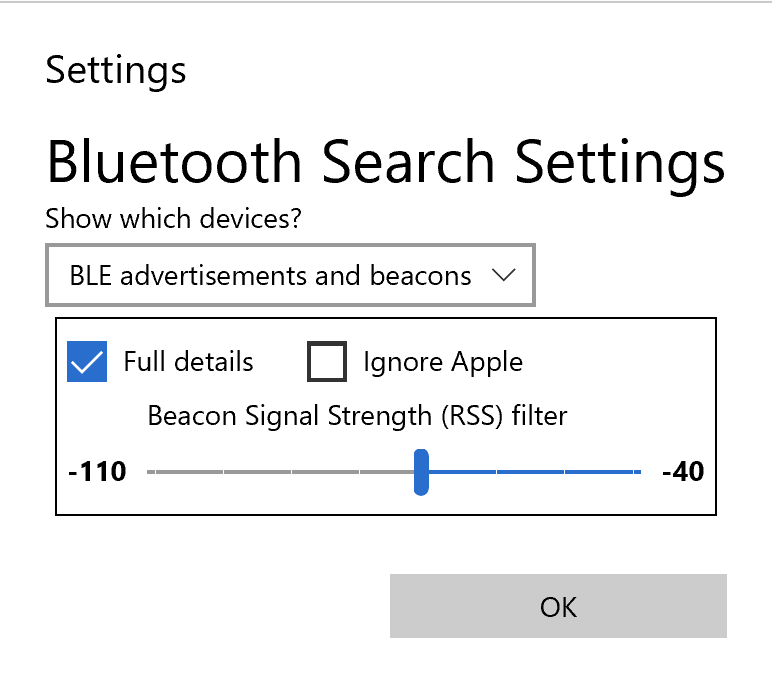 Settings
Bluetooth Search Settings
Show which devices?
BLE advertisements and beacons
Full details Ignore Apple
Beacon Signal Strength (RSS) filter
-110 -40
OK